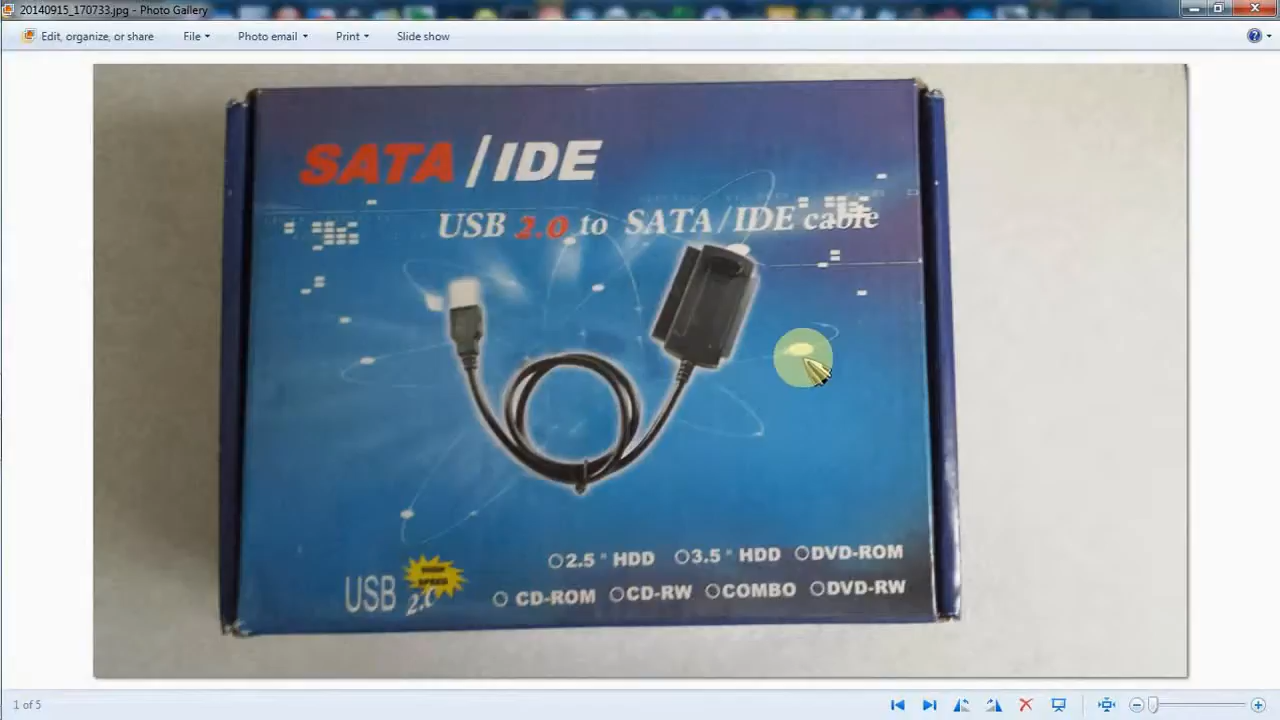 20140915_170733.jpg - Photo Gallery
Edit, organize, or share File Photo email Print Slide show
SATA/IDE
USB 2.0 to SATA/IDE cable
2.5" HDD 3.5" HDD DVD-ROM
HIGH
SPEED
USB 2.0
CD-ROM CD-RW COMBO DVD-RW
1 of 5